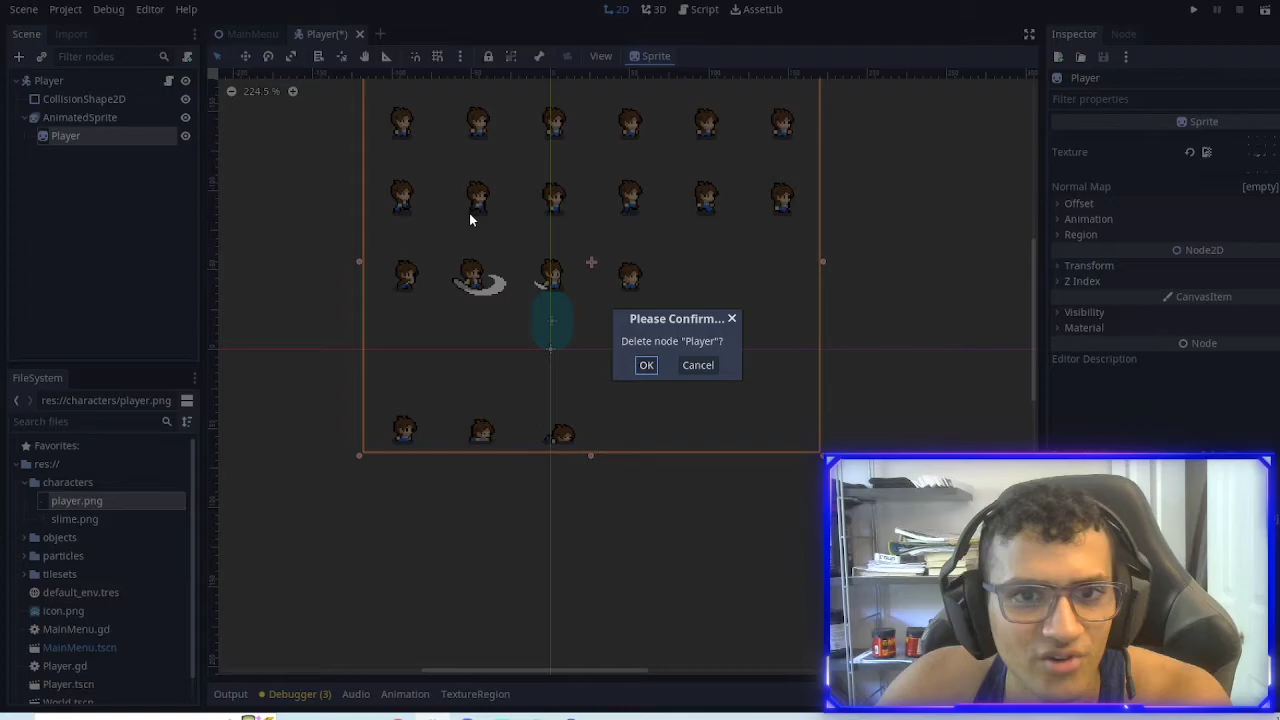 Scene Project Debug Editor Help
2D 3D Script AssetLib
Scene Import
MainMenu Player(*)
Inspector Node
Filter nodes
View Sprite
Player
Player
224.5 %
CollisionShape2D
Filter properties
AnimatedSprite
Sprite
Player
Texture
Normal Map [empty]
Offset
Animation
Region
Node2D
Transform
Z Index
CanvasItem
Please Confirm...
Visibility
Delete node "Player"?
Material
Node
OK Cancel
Editor Description
FileSystem
res://characters/player.png
Search files
Favorites:
res://
characters
player.png
slime.png
objects
particles
tilesets
default_env.tres
icon.png
MainMenu.gd
MainMenu.tscn
Player.gd
Player.tscn
World.tscn
Output Debugger (3) Audio Animation TextureRegion